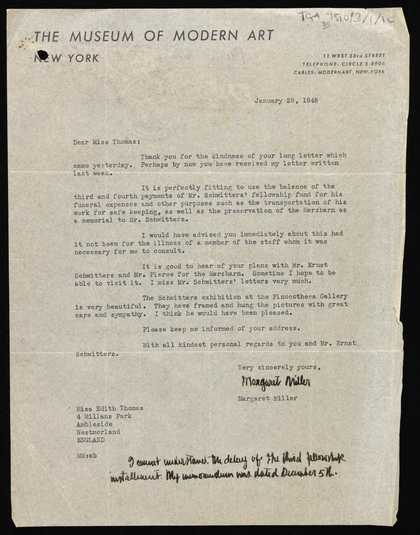 THE MUSEUM OF MODERN ART
NEW YORK
11 WEST 53rd STREET
TELEPHONE: CIRCLE 5-8900
CABLES: MODERNART, NEW-YORK
January 28, 1948
Dear Miss Thomas:
Thank you for the kindness of your long letter which
came yesterday. Perhaps by now you have received my letter written
last week.
It is perfectly fitting to use the balance of the
third and fourth payments of Mr. Schwitters' fellowship fund for his
funeral expenses and other purposes such as the transportation of his
work for safe keeping, as well as the preservation of the Merzbarn as
a memorial to Mr. Schwitters.
I would have advised you immediately about this had
it not been for the illness of a member of the staff whom it was
necessary for me to consult.
It is good to hear of your plans with Mr. Ernst
Schwitters and Mr. Pierce for the Merzbarn. Sometime I hope to be
able to visit it. I miss Mr. Schwitters' letters very much.
The Schwitters exhibition at the Pinacotheca Gallery
is very beautiful. They have framed and hung the pictures with great
care and sympathy. I think he would have been pleased.
Please keep me informed of your address.
With all kindest personal regards to you and Mr. Ernst
Schwitters.
Very sincerely yours,
Margaret Miller
Margaret Miller
Miss Edith Thomas
4 Millans Park
Ambleside
Westmorland
ENGLAND
MM:ab
I cannot understand the delay of the third fellowship
installment. My memorandum was dated December 5th.